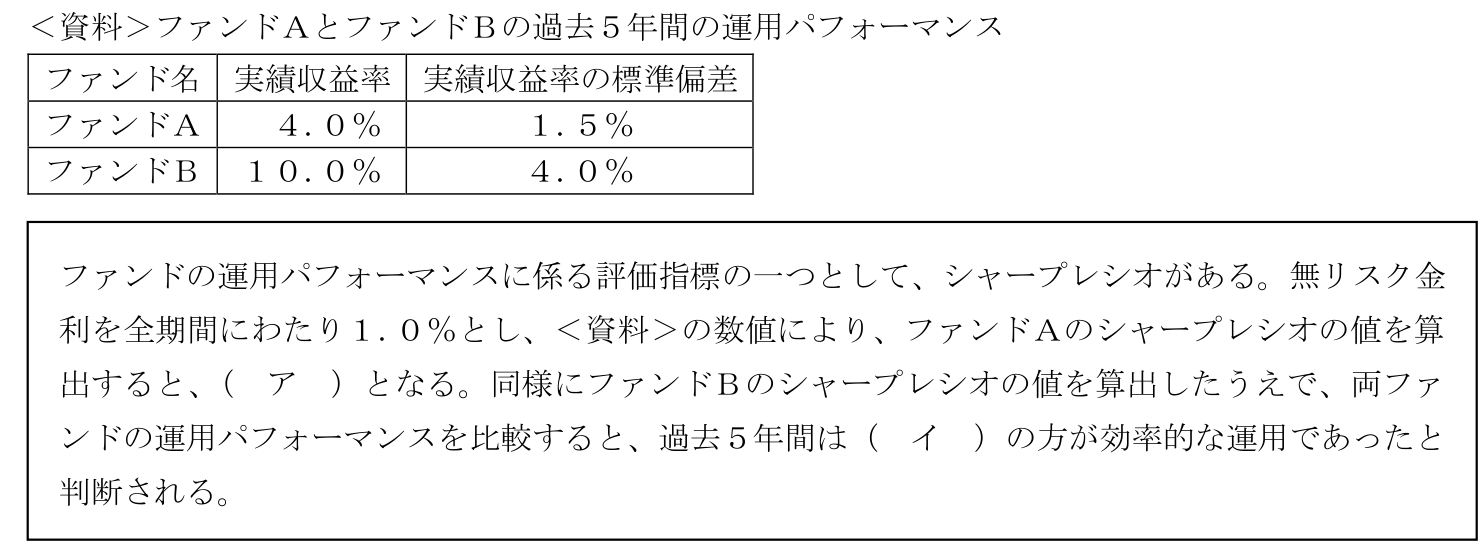 ＜資料＞ファンドＡとファンドＢの過去５年間の運用パフォーマンス
ファンド名 実績収益率 実績収益率の標準偏差
ファンドＡ ４.０％ １.５％
ファンドＢ １０.０％ ４.０％
ファンドの運用パフォーマンスに係る評価指標の一つとして、シャープレシオがある。無リスク金
利を全期間にわたり１.０％とし、＜資料＞の数値により、ファンドＡのシャープレシオの値を算
出すると、（　ア　）となる。同様にファンドＢのシャープレシオの値を算出したうえで、両ファ
ンドの運用パフォーマンスを比較すると、過去５年間は（　イ　）の方が効率的な運用であったと
判断される。